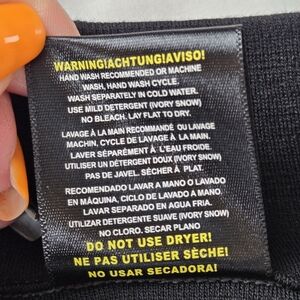 WARNING!ACHTUNG!AVISO!
HAND WASH RECOMMENDED OR MACHINE
WASH, HAND WASH CYCLE.
WASH SEPARATELY IN COLD WATER.
USE MILD DETERGENT (IVORY SNOW)
NO BLEACH. LAY FLAT TO DRY.
LAVAGE À LA MAIN RECOMMANDÉ OU LAVAGE
MACHIN, CYCLE DE LAVAGE À LA MAIN.
LAVER SÉPARÉMENT À L'EAU FROIDE.
UTILISER UN DÉTERGENT DOUX (IVORY SNOW)
PAS DE JAVEL. SÈCHER À PLAT.
RECOMENDADO LAVAR A MANO O LAVADO
EN MÁQUINA, CICLO DE LAVADO A MANO.
LAVAR SEPARADO EN AGUA FRIA.
UTILIZAR DETERGENTE SUAVE (IVORY SNOW)
NO CLORO. SECAR PLANO
DO NOT USE DRYER!
NE PAS UTILISER SÈCHE!
NO USAR SECADORA!